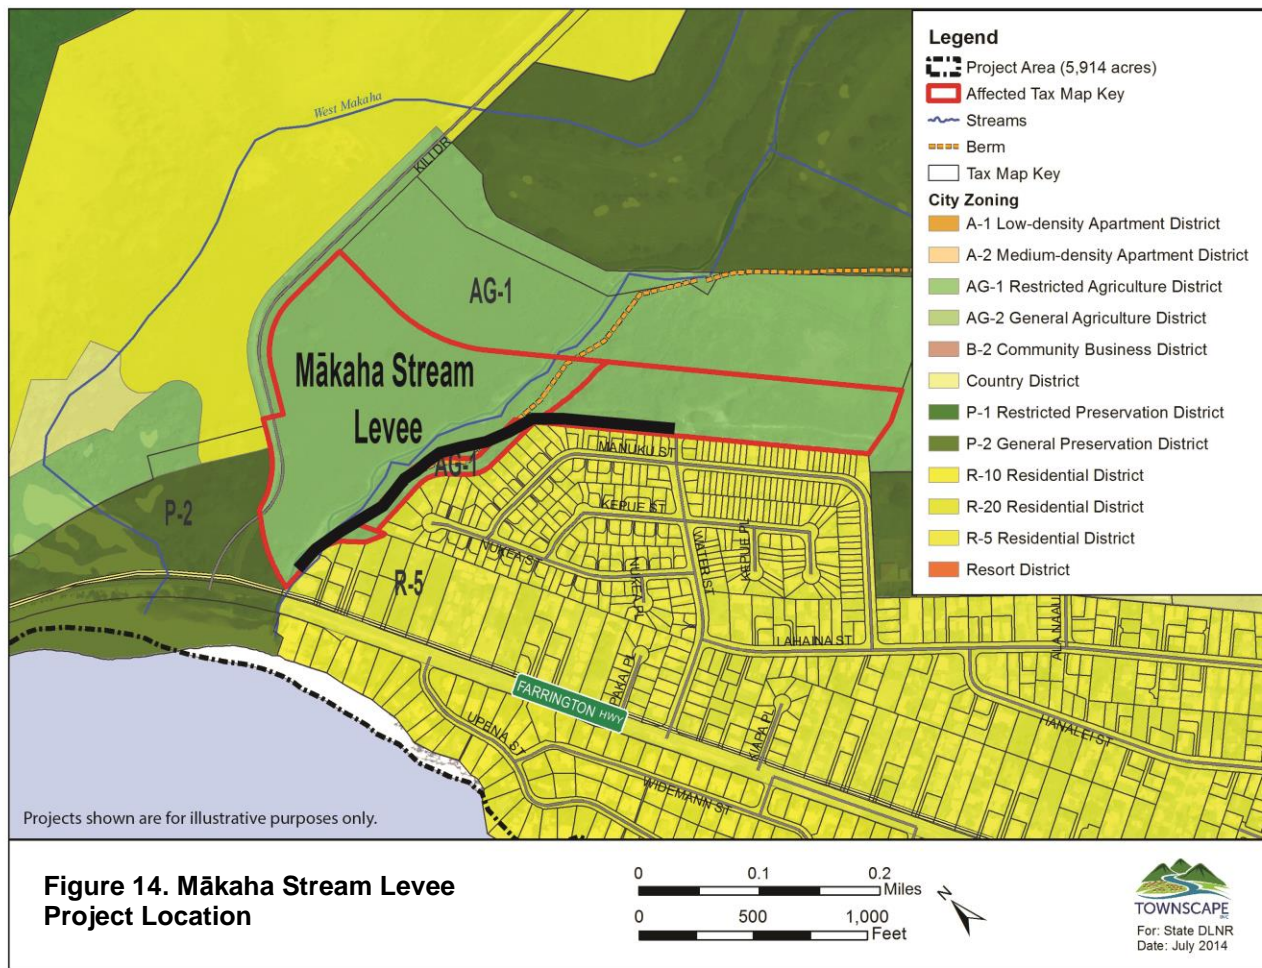 West Makaha
KILI DR
AG-1
Mākaha Stream
Levee
AG-1
P-2
R-5
MANUKU ST
KEPUE ST
NUKEA ST
NUKEA PL
WATER ST
KEPUE PL
LAHAINA ST
ALA NAAU
PAKAI PL
FARRINGTON HWY
KIAPA PL
HANALEI ST
UPENA ST
WIDEMANN ST
Projects shown are for illustrative purposes only.
Legend
Project Area (5,914 acres)
Affected Tax Map Key
Streams
Berm
Tax Map Key
City Zoning
A-1 Low-density Apartment District
A-2 Medium-density Apartment District
AG-1 Restricted Agriculture District
AG-2 General Agriculture District
B-2 Community Business District
Country District
P-1 Restricted Preservation District
P-2 General Preservation District
R-10 Residential District
R-20 Residential District
R-5 Residential District
Resort District
Figure 14. Mākaha Stream Levee
Project Location
0 0.1 0.2
Miles
0 500 1,000
Feet
N
TOWNSCAPE
For: State DLNR
Date: July 2014